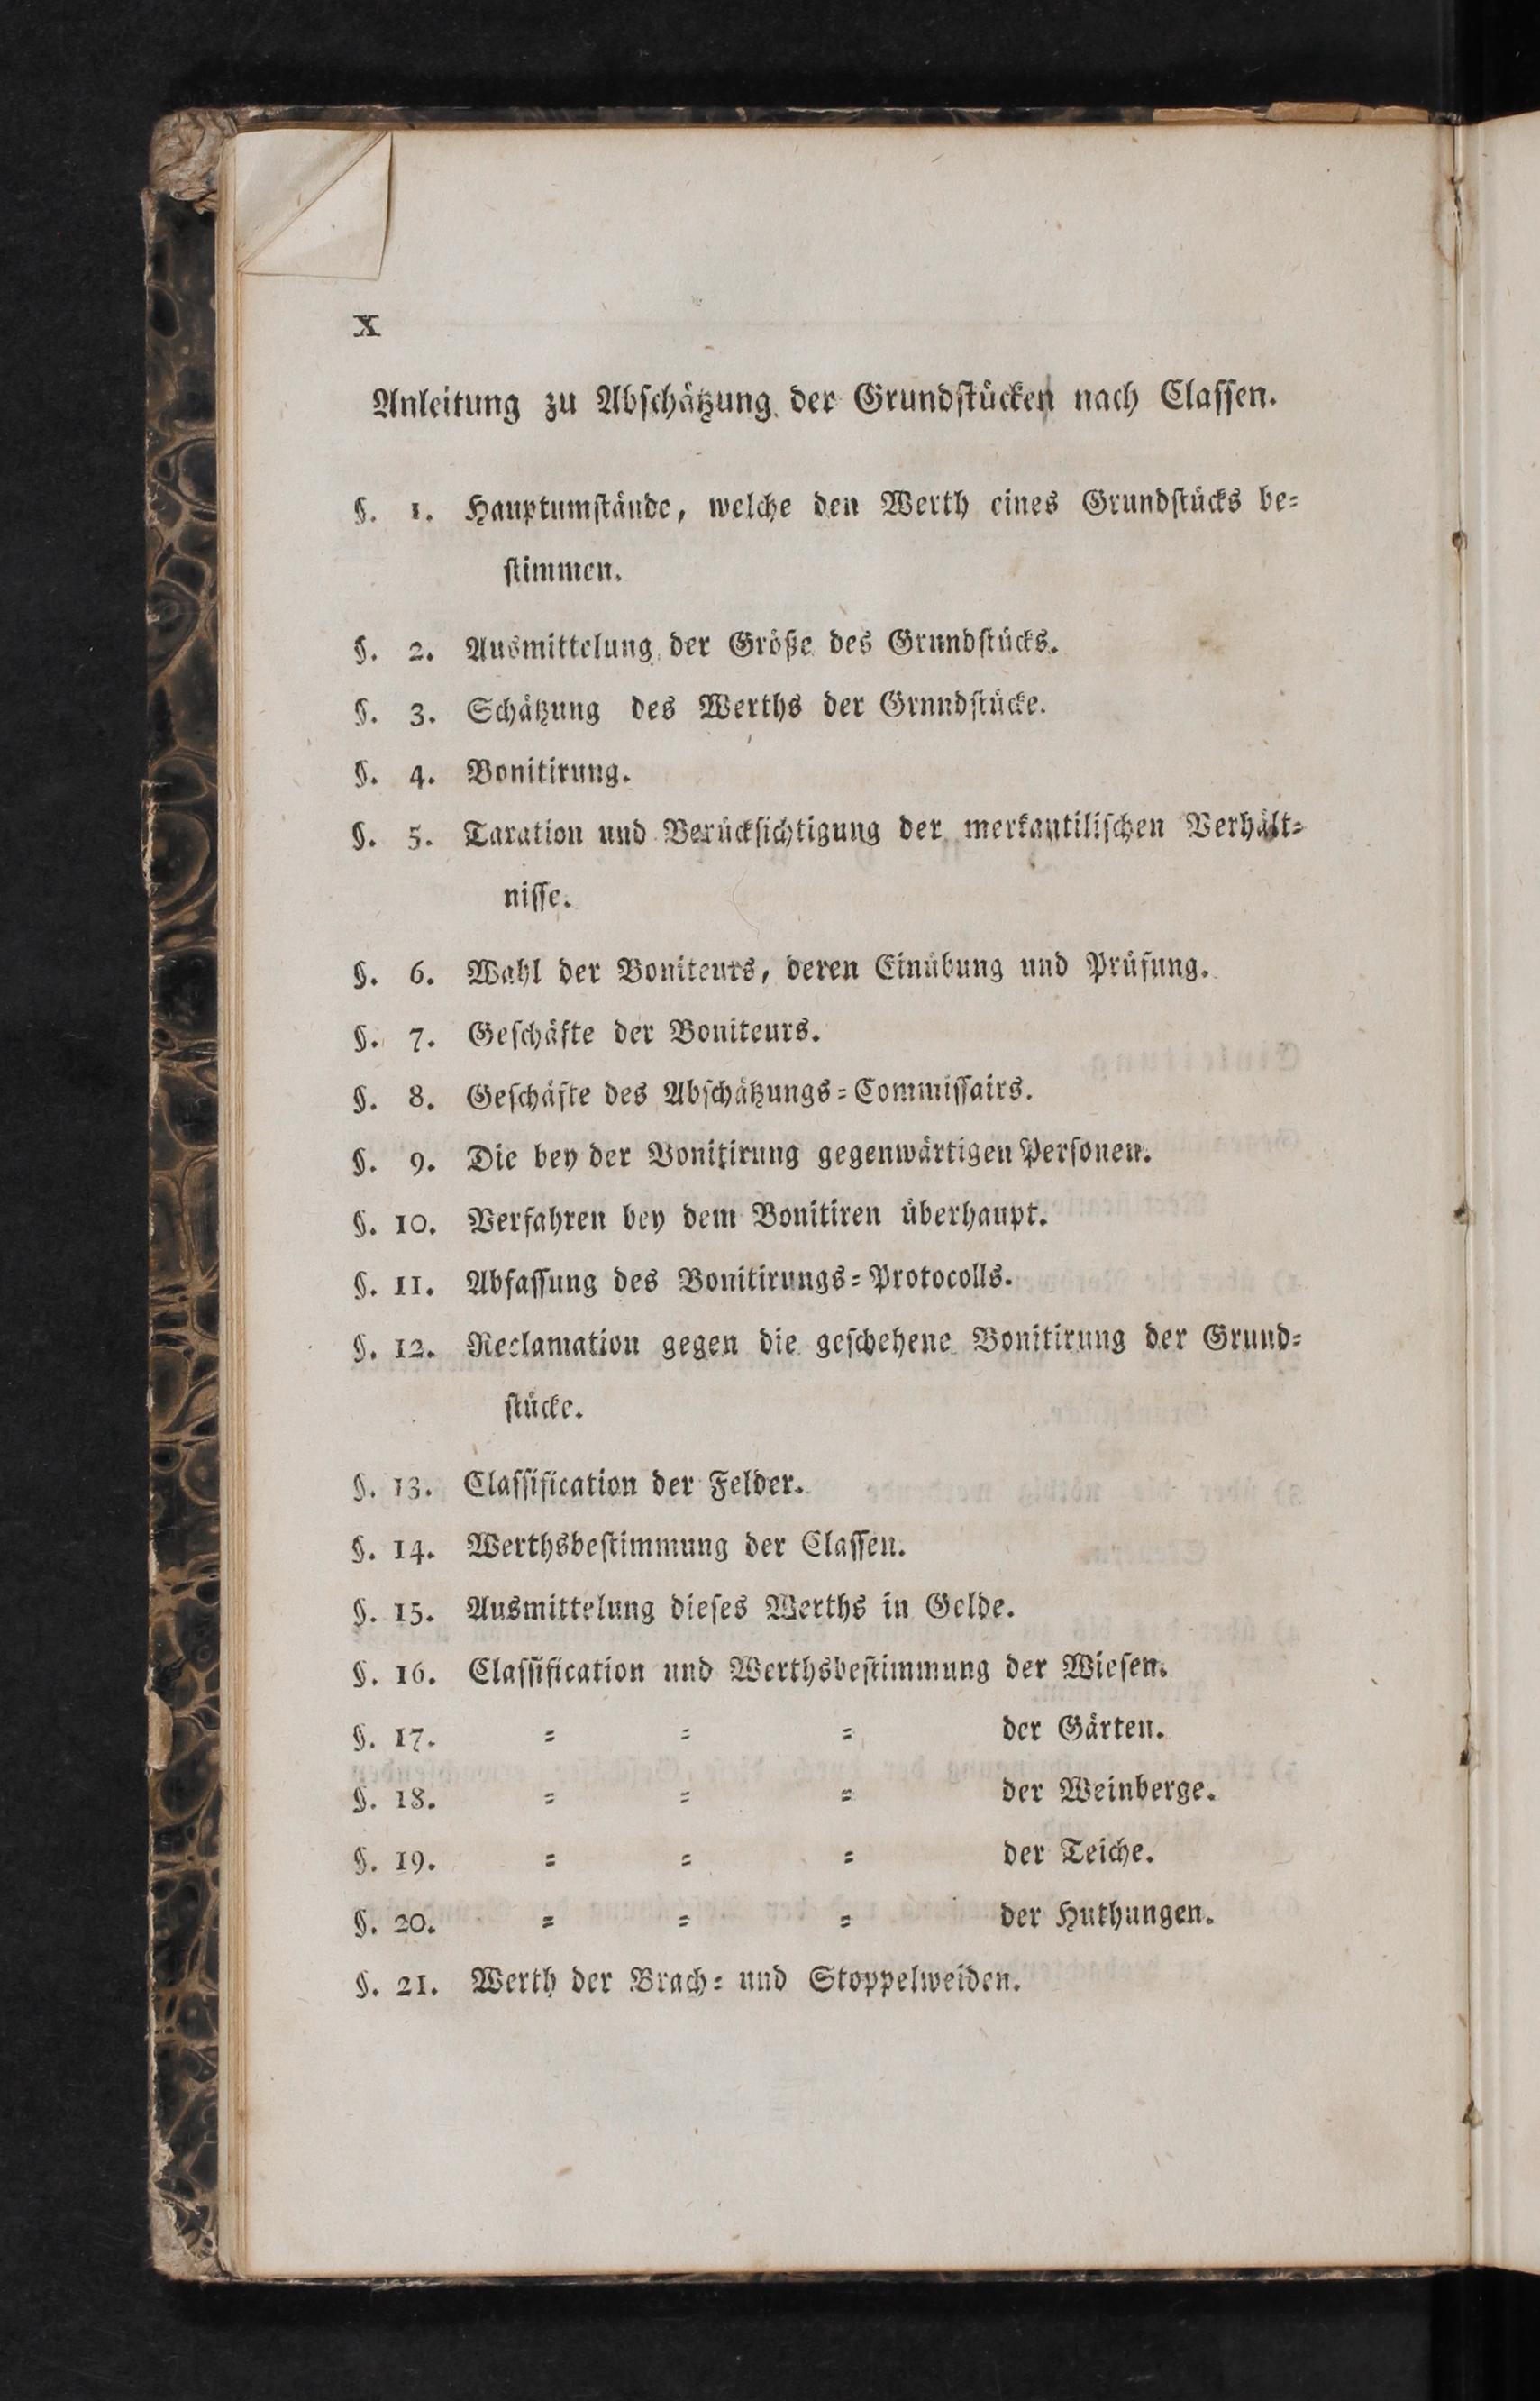 X
Anleitung zu Abschätzung der Grundstücken nach Classen.
§. 1. Hauptumstände, welche den Werth eines Grundstücks be=
stimmen.
§. 2. Ausmittelung der Größe des Grundstücks.
§. 3. Schätzung des Werths der Grundstücke.
§. 4. Bonitirung.
§. 5. Taxation und Berücksichtigung der merkantilischen Verhält=
nisse.
§. 6. Wahl der Boniteurs, deren Einübung und Prüfung.
§. 7. Geschäfte der Boniteurs.
§. 8. Geschäfte des Abschätzungs=Commissairs.
§. 9. Die bey der Bonitirung gegenwärtigen Personen.
§. 10. Verfahren bey dem Bonitiren überhaupt.
§. 11. Abfassung des Bonitirungs=Protocolls.
§. 12. Reclamation gegen die geschehene Bonitirung der Grund=
stücke.
§. 13. Classification der Felder.
§. 14. Werthsbestimmung der Classen.
§. 15. Ausmittelung dieses Werths in Gelde.
§. 16. Classification und Werthsbestimmung der Wiesen.
§. 17. = = = der Gärten.
§. 18. = = = der Weinberge.
§. 19. = = = der Teiche.
§. 20. = = = der Huthungen.
§. 21. Werth der Brach= und Stoppelweiden.